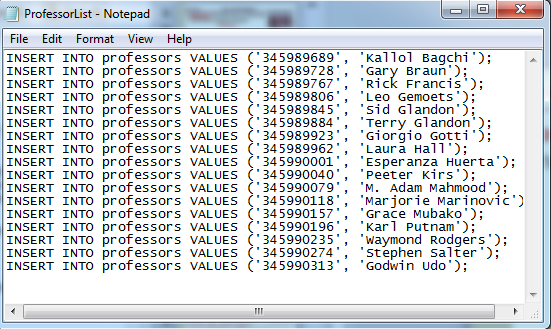 ProfessorList - Notepad
File Edit Format View Help
INSERT INTO professors VALUES ('345989689', 'Kallol Bagchi');
INSERT INTO professors VALUES ('345989728', 'Gary Braun');
INSERT INTO professors VALUES ('345989767', 'Rick Francis');
INSERT INTO professors VALUES ('345989806', 'Leo Gemoets');
INSERT INTO professors VALUES ('345989845', 'Sid Glandon');
INSERT INTO professors VALUES ('345989884', 'Terry Glandon');
INSERT INTO professors VALUES ('345989923', 'Giorgio Gotti');
INSERT INTO professors VALUES ('345989962', 'Laura Hall');
INSERT INTO professors VALUES ('345990001', 'Esperanza Huerta');
INSERT INTO professors VALUES ('345990040', 'Peeter Kirs');
INSERT INTO professors VALUES ('345990079', 'M. Adam Mahmood');
INSERT INTO professors VALUES ('345990118', 'Marjorie Marinovic')
INSERT INTO professors VALUES ('345990157', 'Grace Mubako');
INSERT INTO professors VALUES ('345990196', 'Karl Putnam');
INSERT INTO professors VALUES ('345990235', 'Waymond Rodgers');
INSERT INTO professors VALUES ('345990274', 'Stephen Salter');
INSERT INTO professors VALUES ('345990313', 'Godwin Udo');